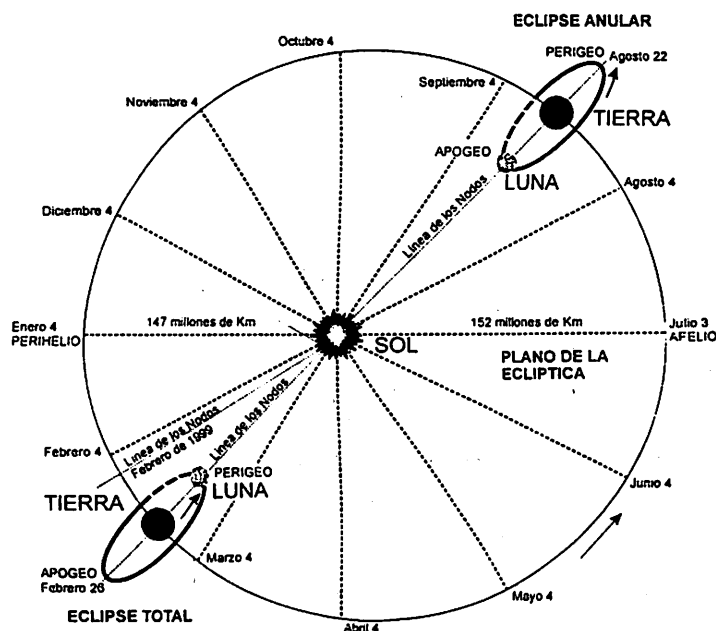 ECLIPSE ANULAR
PERIGEO
Agosto 22
Octubre 4
Septiembre 4
Noviembre 4
TIERRA
APOGEO
LUNA
Agosto 4
Línea de los Nodos
Diciembre 4
Enero 4
PERIHELIO
147 millones de Km
SOL
152 millones de Km
Julio 3
AFELIO
PLANO DE LA
ECLIPTICA
Línea de los Nodos
Febrero de 1999
Línea de los Nodos
Febrero 4
PERIGEO
LUNA
TIERRA
Junio 4
Marzo 4
APOGEO
Febrero 26
Mayo 4
ECLIPSE TOTAL
Abril 4